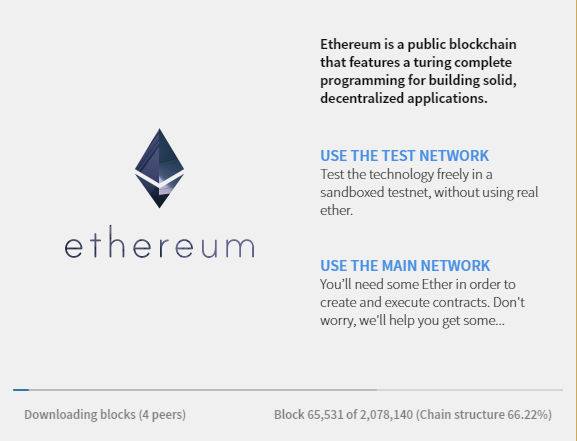 Ethereum is a public blockchain
that features a turing complete
programming for building solid,
decentralized applications.
USE THE TEST NETWORK
Test the technology freely in a
sandboxed testnet, without using real
ether.
ethereum
USE THE MAIN NETWORK
You'll need some Ether in order to
create and execute contracts. Don't
worry, we'll help you get some...
Downloading blocks (4 peers)
Block 65,531 of 2,078,140 (Chain structure 66.22%)